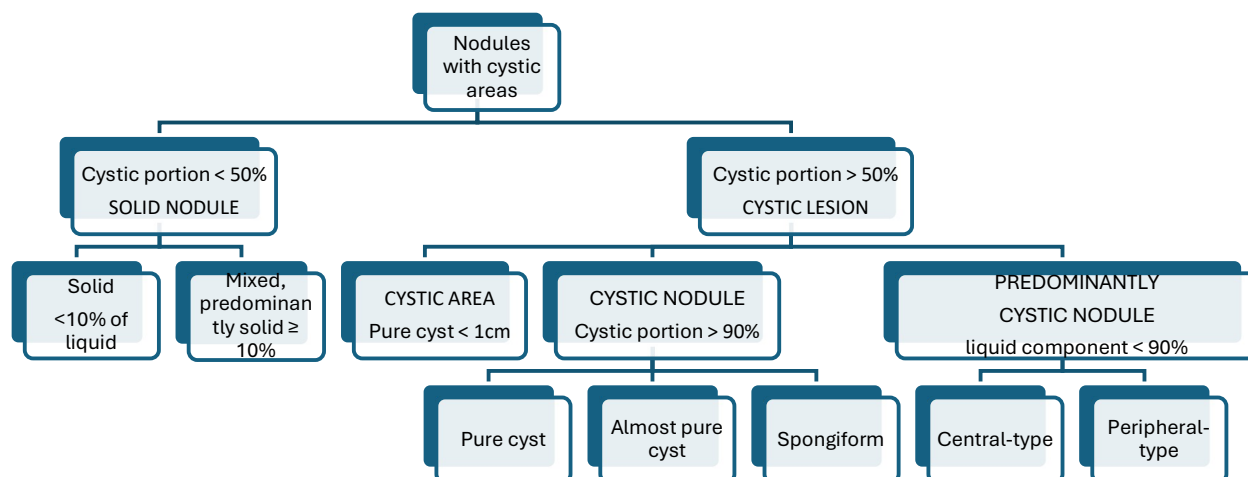 Nodules
with cystic
areas
Cystic portion < 50%
SOLID NODULE
Cystic portion > 50%
CYSTIC LESION
Solid
<10% of
liquid
Mixed,
predominan
tly solid ≥
10%
CYSTIC AREA
Pure cyst < 1cm
CYSTIC NODULE
Cystic portion > 90%
PREDOMINANTLY
CYSTIC NODULE
liquid component < 90%
Pure cyst
Almost pure
cyst
Spongiform
Central-type
Peripheral-
type